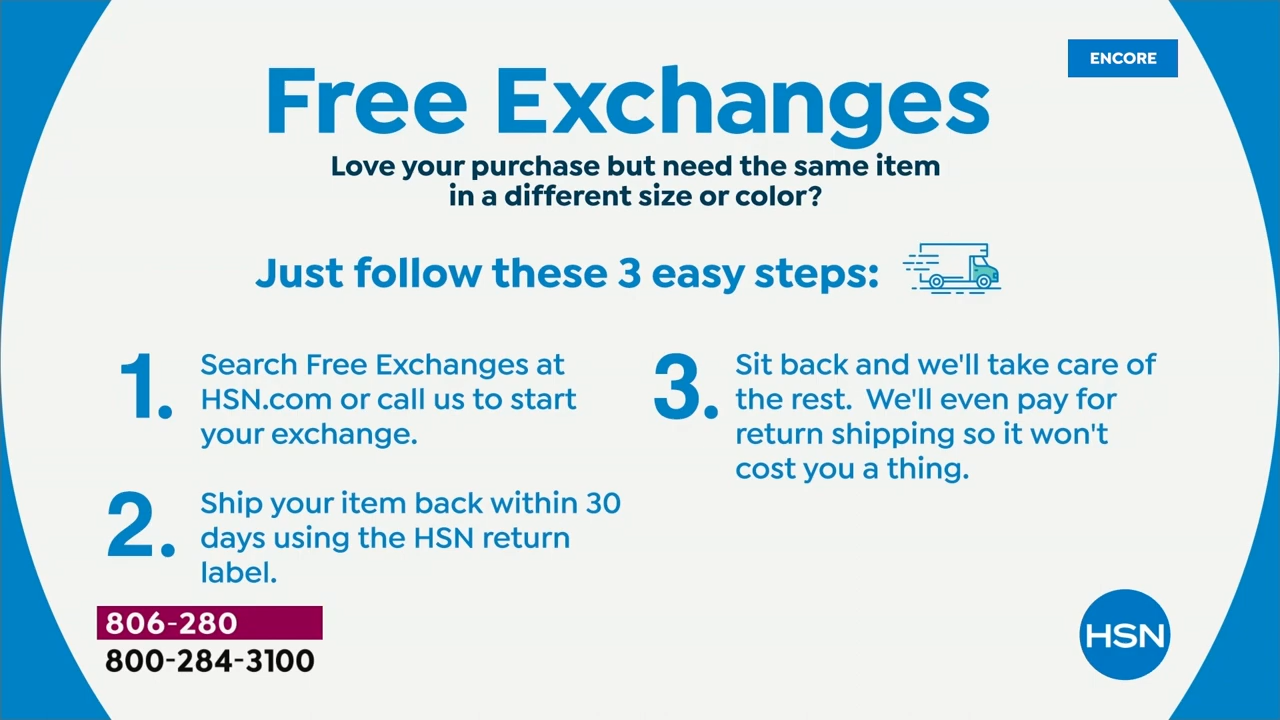 ENCORE
Free Exchanges
Love your purchase but need the same item
in a different size or color?
Just follow these 3 easy steps:
1. Search Free Exchanges at
HSN.com or call us to start
your exchange.
2. Ship your item back within 30
days using the HSN return
label.
3. Sit back and we'll take care of
the rest. We'll even pay for
return shipping so it won't
cost you a thing.
806-280
800-284-3100
HSN